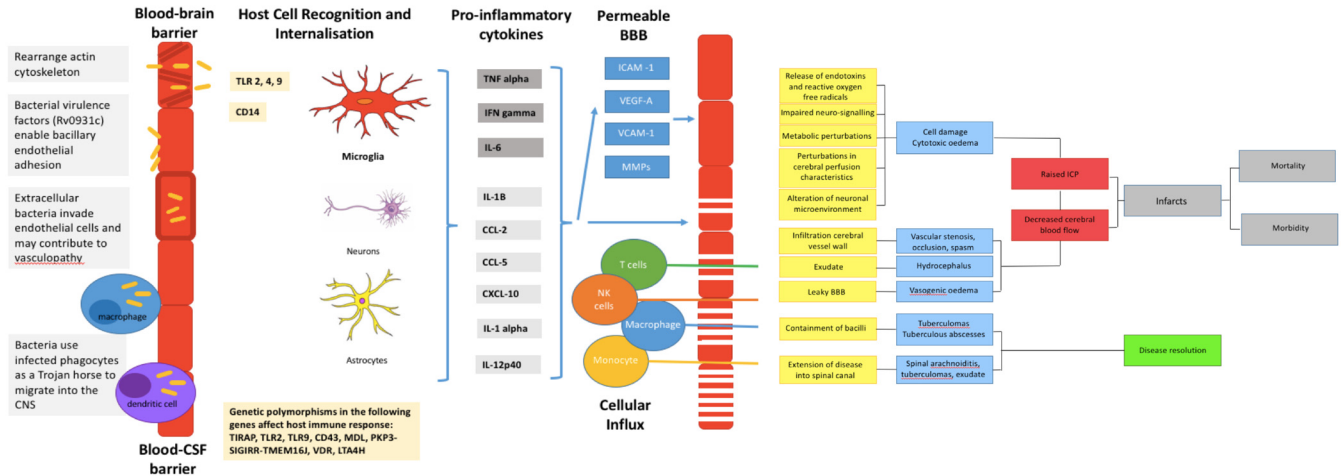 Blood-brain
barrier
Rearrange actin
cytoskeleton
Bacterial virulence
factors (Rv0931c)
enable bacillary
endothelial
adhesion
Extracellular
bacteria invade
endothelial cells and
may contribute to
vasculopathy
macrophage
Bacteria use
infected phagocytes
as a Trojan horse to
migrate into the
CNS
dendritic cell
Blood-CSF
barrier
Host Cell Recognition and
Internalisation
TLR 2, 4, 9
CD14
Microglia
Neurons
Astrocytes
Genetic polymorphisms in the following
genes affect host immune response:
TIRAP, TLR2, TLR9, CD43, MDL, PKP3-
SIGIRR-TMEM16J, VDR, LTA4H
Pro-inflammatory
cytokines
TNF alpha
IFN gamma
IL-6
IL-1B
CCL-2
CCL-5
CXCL-10
IL-1 alpha
IL-12p40
Permeable
BBB
ICAM -1
VEGF-A
VCAM-1
MMPs
T cells
NK
cells
Macrophage
Monocyte
Cellular
Influx
Release of endotoxins
and reactive oxygen
free radicals
Impaired neuro-signalling
Metabolic perturbations
Perturbations in
cerebral perfusion
characteristics
Alteration of neuronal
microenvironment
Infiltration cerebral
vessel wall
Exudate
Leaky BBB
Containment of bacilli
Extension of disease
into spinal canal
Cell damage
Cytotoxic oedema
Vascular stenosis,
occlusion, spasm
Hydrocephalus
Vasogenic oedema
Tuberculomas
Tuberculous abscesses
Spinal arachnoiditis,
tuberculomas, exudate
Raised ICP
Decreased cerebral
blood flow
Infarcts
Mortality
Morbidity
Disease resolution